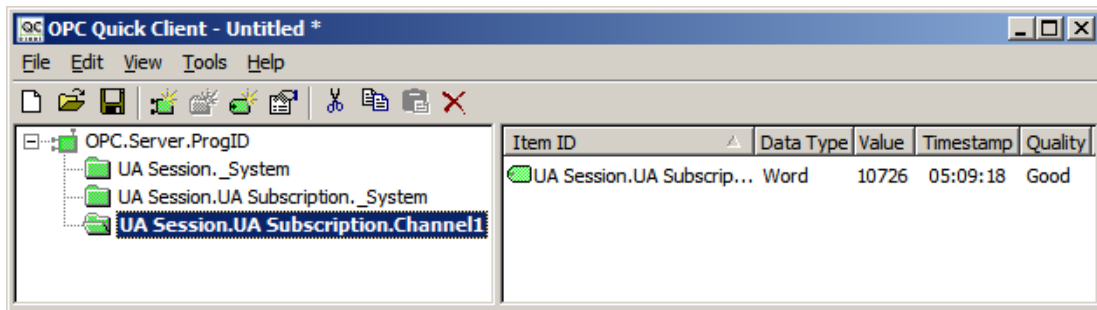 OPC Quick Client - Untitled *
File Edit View Tools Help
OPC.Server.ProgID
UA Session._System
UA Session.UA Subscription._System
UA Session.UA Subscription.Channel1
Item ID Data Type Value Timestamp Quality
UA Session.UA Subscrip... Word 10726 05:09:18 Good